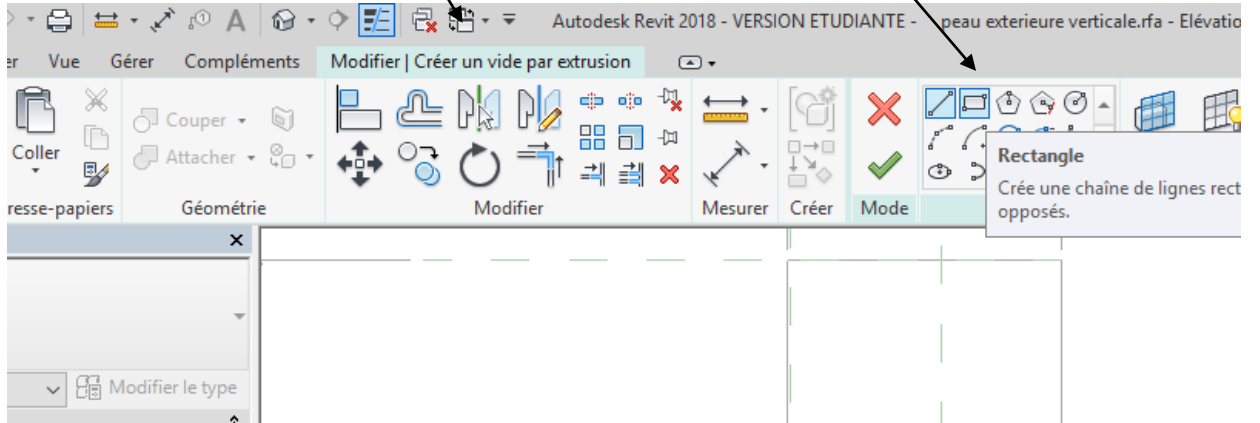 A
Autodesk Revit 2018 - VERSION ETUDIANTE - peau exterieure verticale.rfa - Elévatio
er Vue Gérer Compléments Modifier | Créer un vide par extrusion
Coller
Couper
Attacher
Rectangle
Crée une chaîne de lignes rect
opposés.
resse-papiers Géométrie Modifier Mesurer Créer Mode
Modifier le type